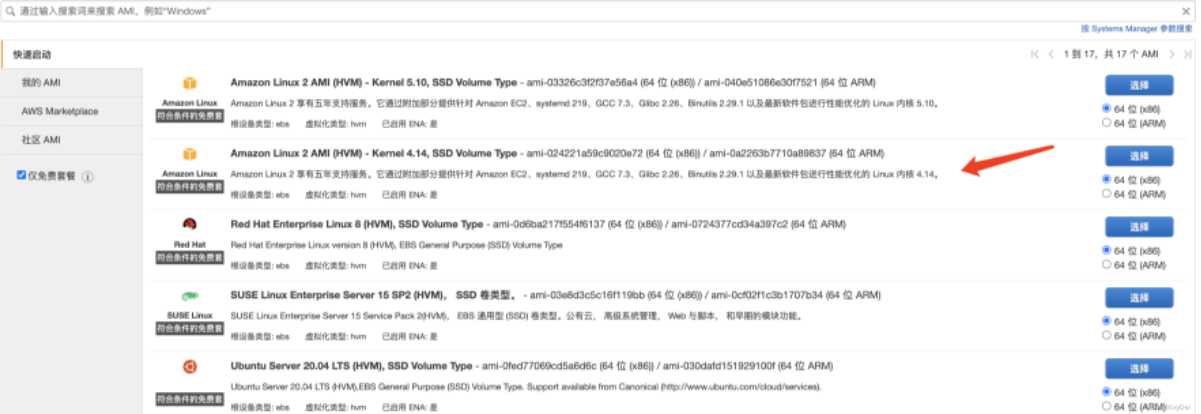 通过输入搜索词来搜索 AMI，例如"Windows"
按 Systems Manager 参数搜索
快速启动
1 到 17，共 17 个 AMI
我的 AMI
AWS Marketplace
社区 AMI
仅免费套餐
Amazon Linux
符合条件的免费套
Amazon Linux 2 AMI (HVM) - Kernel 5.10, SSD Volume Type - ami-03326c3f2f37e56a4 (64 位 (x86)) / ami-040e51086e30f7521 (64 位 ARM)
Amazon Linux 2 享有五年支持服务。它通过附加部分提供针对 Amazon EC2、systemd 219、GCC 7.3、Glibc 2.26、Binutils 2.29.1 以及最新软件包进行性能优化的 Linux 内核 5.10。
根设备类型: ebs 虚拟化类型: hvm 已启用 ENA: 是
选择
64 位 (x86)
64 位 (ARM)
Amazon Linux
符合条件的免费套
Amazon Linux 2 AMI (HVM) - Kernel 4.14, SSD Volume Type - ami-024221a59c9020e72 (64 位 (x86)) / ami-0a2263b7710a89837 (64 位 ARM)
Amazon Linux 2 享有五年支持服务。它通过附加部分提供针对 Amazon EC2、systemd 219、GCC 7.3、Glibc 2.26、Binutils 2.29.1 以及最新软件包进行性能优化的 Linux 内核 4.14。
根设备类型: ebs 虚拟化类型: hvm 已启用 ENA: 是
选择
64 位 (x86)
64 位 (ARM)
Red Hat
符合条件的免费套
Red Hat Enterprise Linux 8 (HVM), SSD Volume Type - ami-0d6ba217f554f6137 (64 位 (x86)) / ami-0724377cd34a397c2 (64 位 ARM)
Red Hat Enterprise Linux version 8 (HVM), EBS General Purpose (SSD) Volume Type
根设备类型: ebs 虚拟化类型: hvm 已启用 ENA: 是
选择
64 位 (x86)
64 位 (ARM)
SUSE Linux
符合条件的免费套
SUSE Linux Enterprise Server 15 SP2 (HVM)， SSD 卷类型。 - ami-03e8d3c5c16f119bb (64 位 (x86)) / ami-0cf02f1c3b1707b34 (64 位 ARM)
SUSE Linux Enterprise Server 15 Service Pack 2(HVM)、 EBS 通用型 (SSD) 卷类型。公有云， 高级系统管理， Web 与脚本， 和早期的模块功能。
根设备类型: ebs 虚拟化类型: hvm 已启用 ENA: 是
选择
64 位 (x86)
64 位 (ARM)
符合条件的免费套
Ubuntu Server 20.04 LTS (HVM), SSD Volume Type - ami-0fed77069cd5a6d6c (64 位 (x86)) / ami-030dafd151929100f (64 位 ARM)
Ubuntu Server 20.04 LTS (HVM),EBS General Purpose (SSD) Volume Type. Support available from Canonical (http://www.ubuntu.com/cloud/services).
根设备类型: ebs 虚拟化类型: hvm 已启用 ENA: 是
选择
64 位 (x86)
64 位 (ARM)